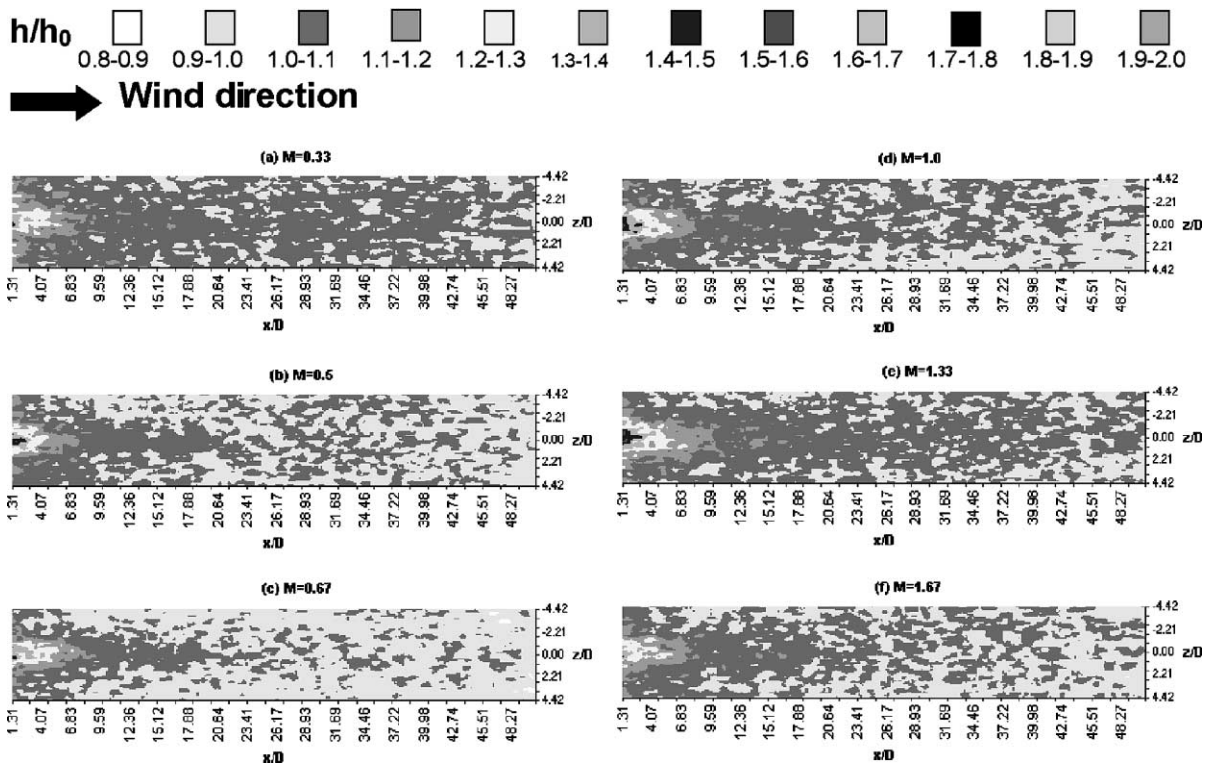 h/h0
0.8-0.9 0.9-1.0 1.0-1.1 1.1-1.2 1.2-1.3 1.3-1.4 1.4-1.5 1.5-1.6 1.6-1.7 1.7-1.8 1.8-1.9 1.9-2.0
Wind direction
(a) M=0.33
-4.42
-2.21
0.00 z/D
2.21
4.42
1.31 4.07 6.83 9.59 12.36 15.12 17.88 20.64 23.41 26.17 28.93 31.69 34.46 37.22 39.98 42.74 45.51 48.27
x/D
(b) M=0.5
-4.42
-2.21
0.00 z/D
2.21
4.42
1.31 4.07 6.83 9.59 12.36 15.12 17.88 20.64 23.41 26.17 28.93 31.69 34.46 37.22 39.98 42.74 45.51 48.27
x/D
(c) M=0.67
-4.42
-2.21
0.00 z/D
2.21
4.42
1.31 4.07 6.83 9.59 12.36 15.12 17.88 20.64 23.41 26.17 28.93 31.69 34.46 37.22 39.98 42.74 45.51 48.27
x/D
(d) M=1.0
-4.42
-2.21
0.00 z/D
2.21
4.42
1.31 4.07 6.83 9.59 12.36 15.12 17.88 20.64 23.41 26.17 28.93 31.69 34.46 37.22 39.98 42.74 45.51 48.27
x/D
(e) M=1.33
-4.42
-2.21
0.00 z/D
2.21
4.42
1.31 4.07 6.83 9.59 12.36 15.12 17.88 20.64 23.41 26.17 28.93 31.69 34.46 37.22 39.98 42.74 45.51 48.27
x/D
(f) M=1.67
-4.42
-2.21
0.00 z/D
2.21
4.42
1.31 4.07 6.83 9.59 12.36 15.12 17.88 20.64 23.41 26.17 28.93 31.69 34.46 37.22 39.98 42.74 45.51 48.27
x/D